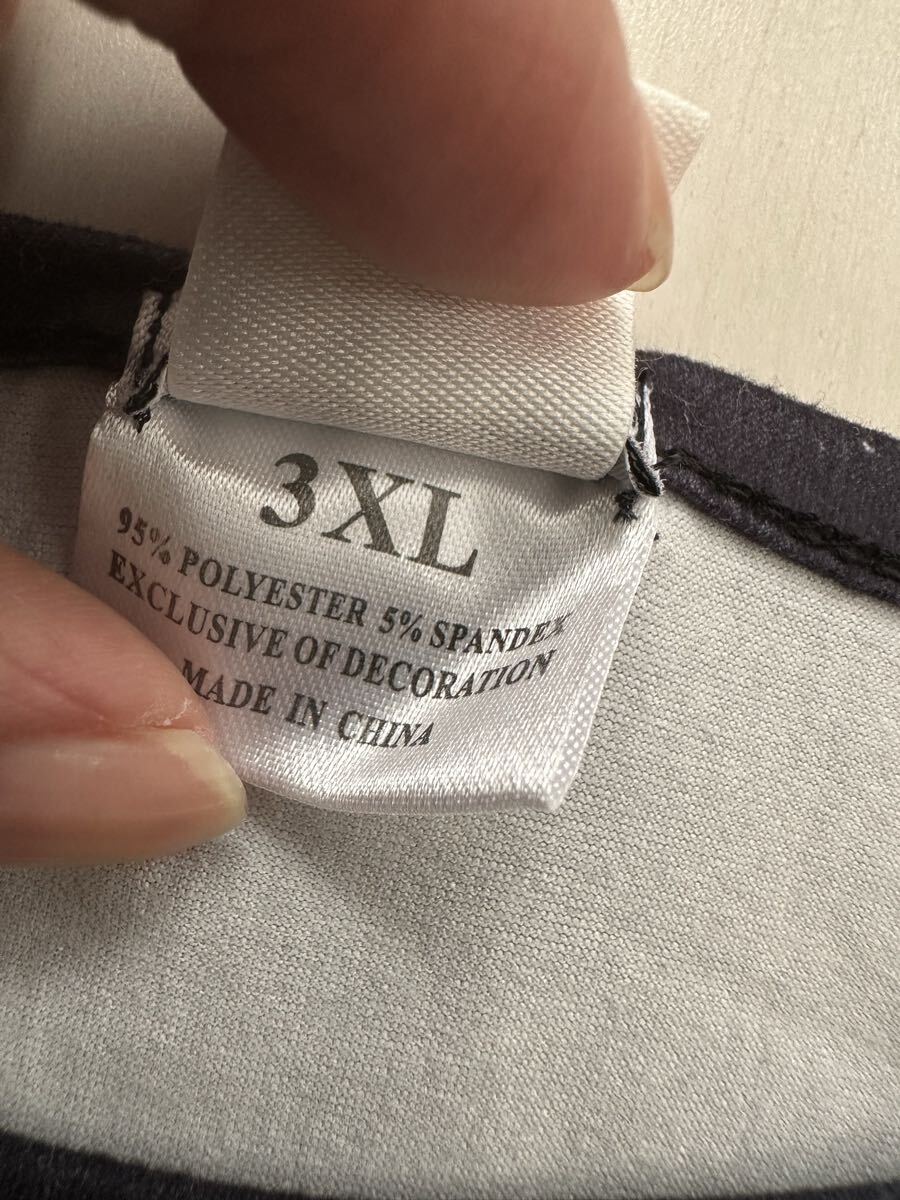 3XL
95% POLYESTER 5% SPANDEX
EXCLUSIVE OF DECORATION
MADE IN CHINA